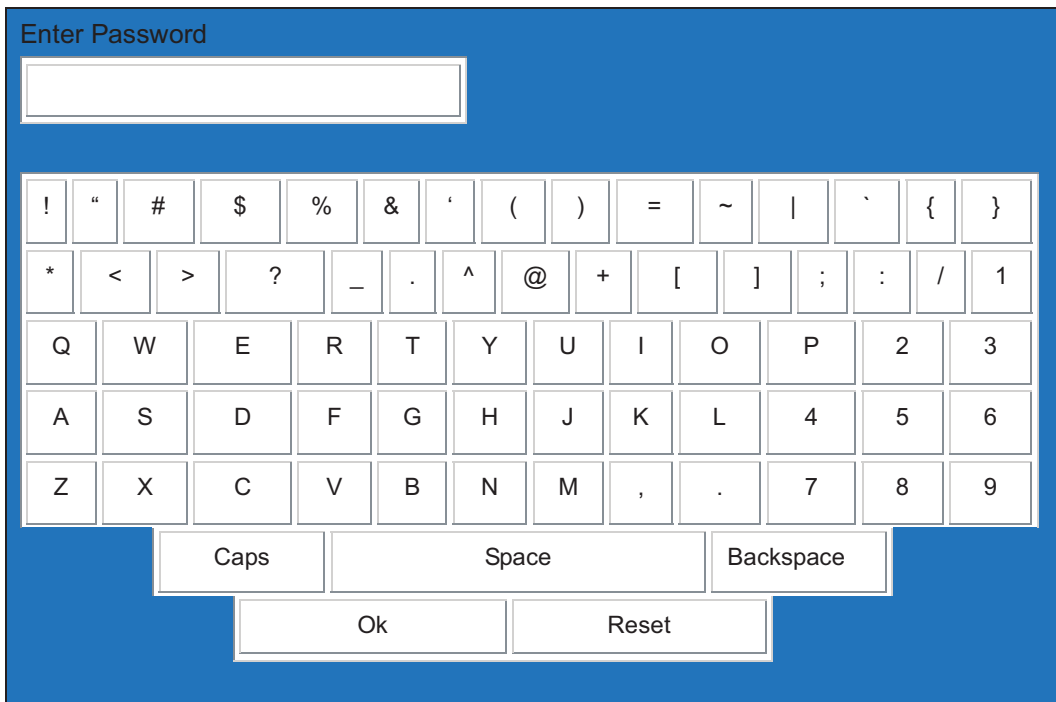 Enter Password
! “ # $ % & ‘ ( ) = ~ | ` { }
* < > ? _ . ^ @ + [ ] ; : / 1
Q W E R T Y U I O P 2 3
A S D F G H J K L 4 5 6
Z X C V B N M , . 7 8 9
Caps Space Backspace
Ok Reset